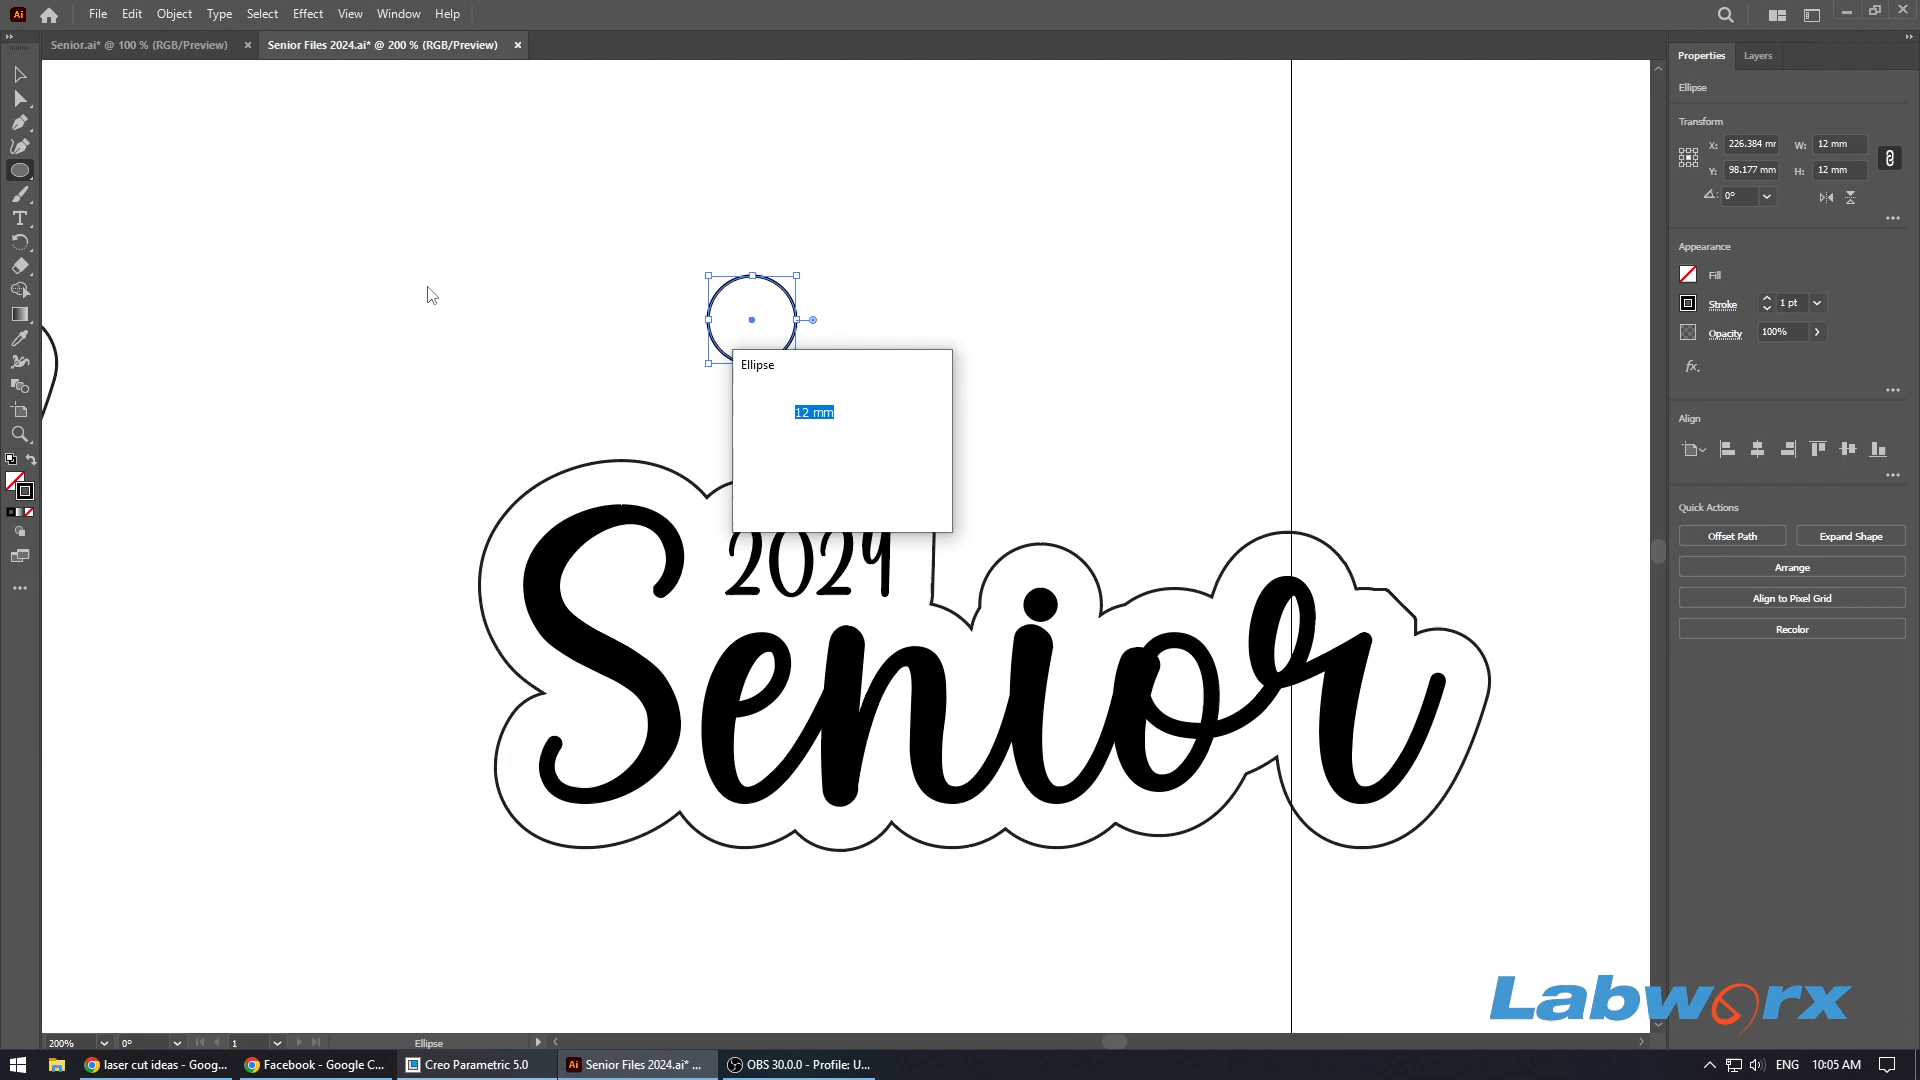 Ai
File Edit Object Type Select Effect View Window Help
Senior.ai* @ 100 % (RGB/Preview) × Senior Files 2024.ai* @ 200 % (RGB/Preview) ×
Properties Layers
Ellipse
Transform
X: 226.384 mr W: 12 mm
Y: 98.177 mm H: 12 mm
0°
Appearance
Fill
Stroke 1 pt
Opacity 100%
fx.
Align
Quick Actions
Offset Path Expand Shape
Arrange
Align to Pixel Grid
Recolor
Ellipse
12 mm
2024
Senior
Labworx
200% 0° 1 Ellipse
laser cut ideas - Goog... Facebook - Google C... Creo Parametric 5.0 Ai Senior Files 2024.ai* ... OBS 30.0.0 - Profile: U... ENG 10:05 AM